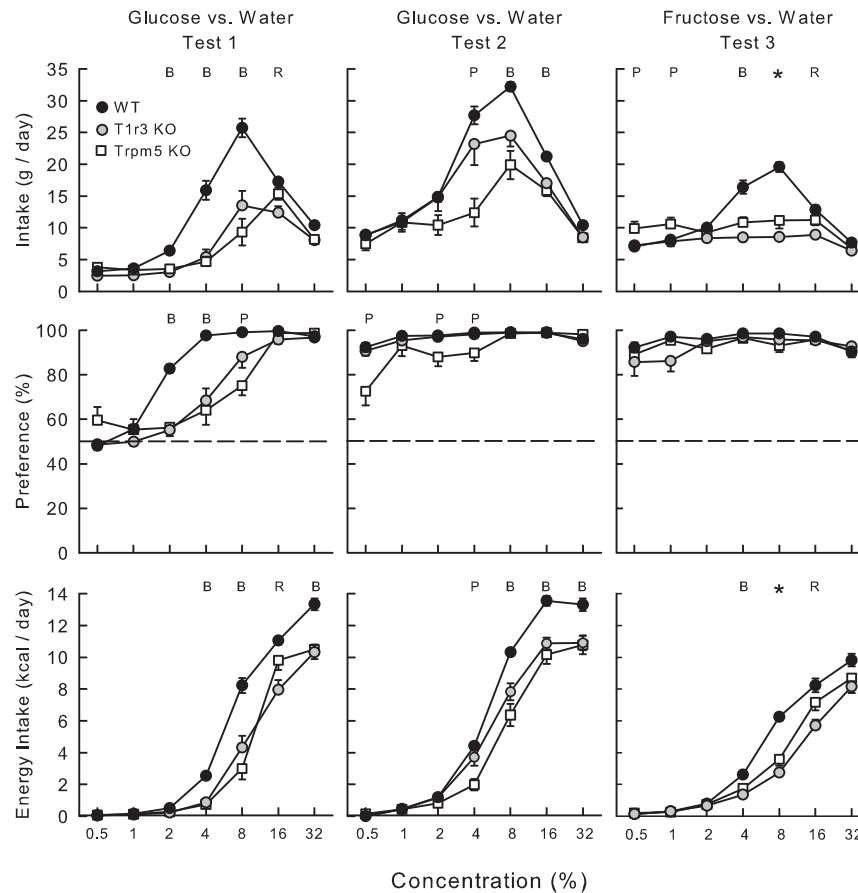 Glucose vs. Water
Test 1
Glucose vs. Water
Test 2
Fructose vs. Water
Test 3
Intake (g / day)
35
30
25
20
15
10
5
0
B B B R
P B B
P P B * R
WT
T1r3 KO
Trpm5 KO
Preference (%)
100
80
60
40
20
0
B B P
P P P
Energy Intake (kcal / day)
14
12
10
8
6
4
2
0
B B R B
P B B B
B * R
0.5 1 2 4 8 16 32
0.5 1 2 4 8 16 32
0.5 1 2 4 8 16 32
Concentration (%)